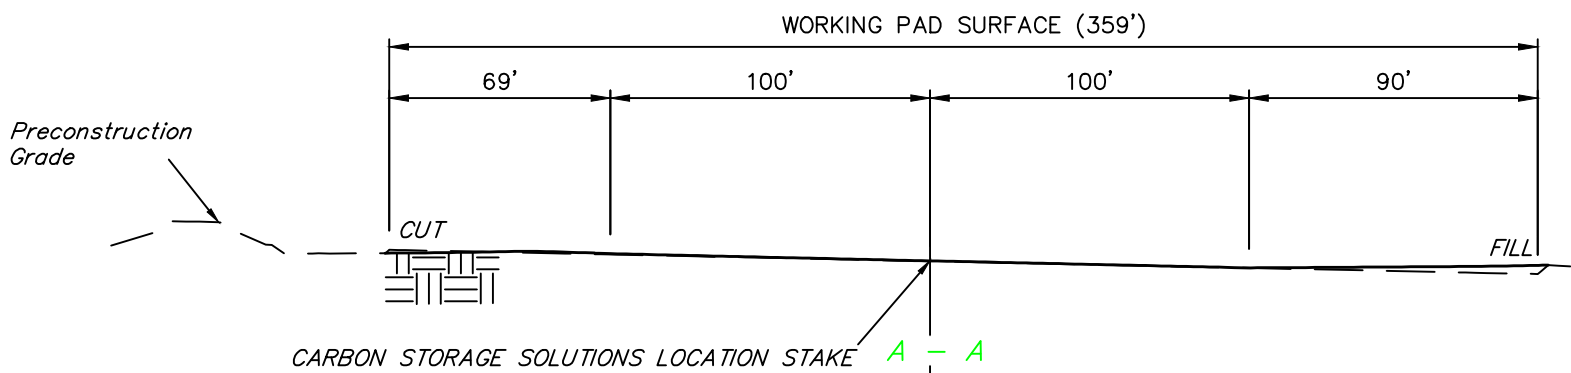 WORKING PAD SURFACE (359')
69'
100'
100'
90'
Preconstruction
Grade
CUT
FILL
CARBON STORAGE SOLUTIONS LOCATION STAKE
A - A